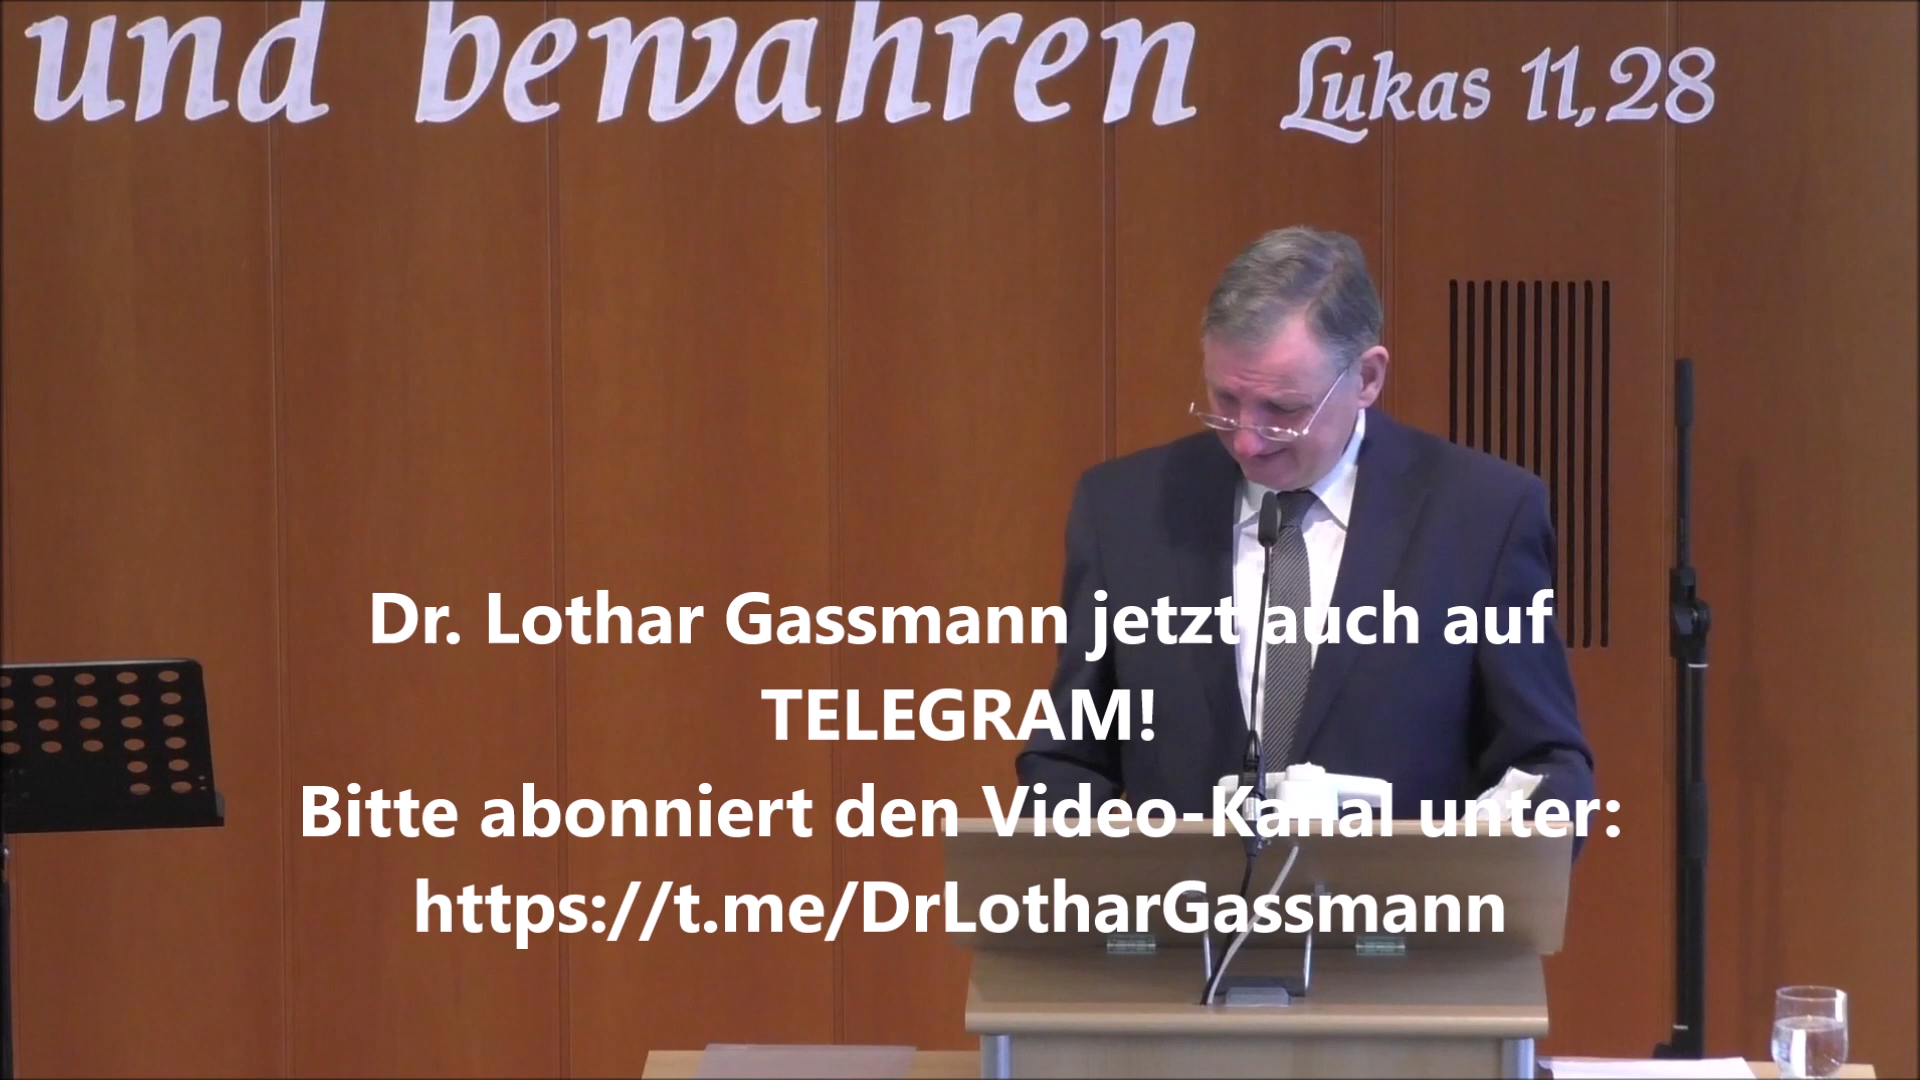 und bewahren Lukas 11,28
Dr. Lothar Gassmann jetzt auch auf
TELEGRAM!
Bitte abonniert den Video-Kanal unter:
https://t.me/DrLotharGassmann